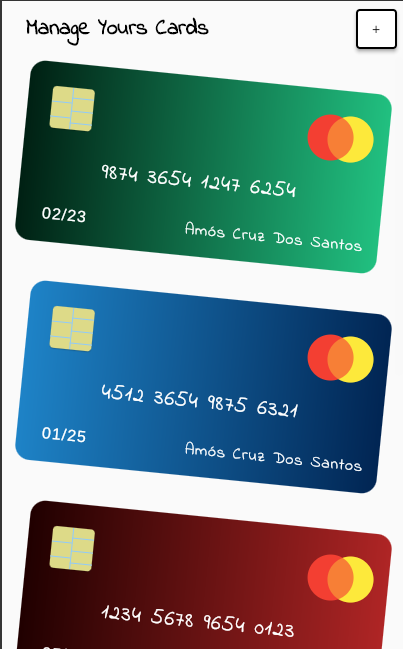 Manage Yours Cards
+
9874 3654 1247 6254
02/23
Amós Cruz Dos Santos
4512 3654 9875 6321
01/25
Amós Cruz Dos Santos
1234 5678 9654 0123